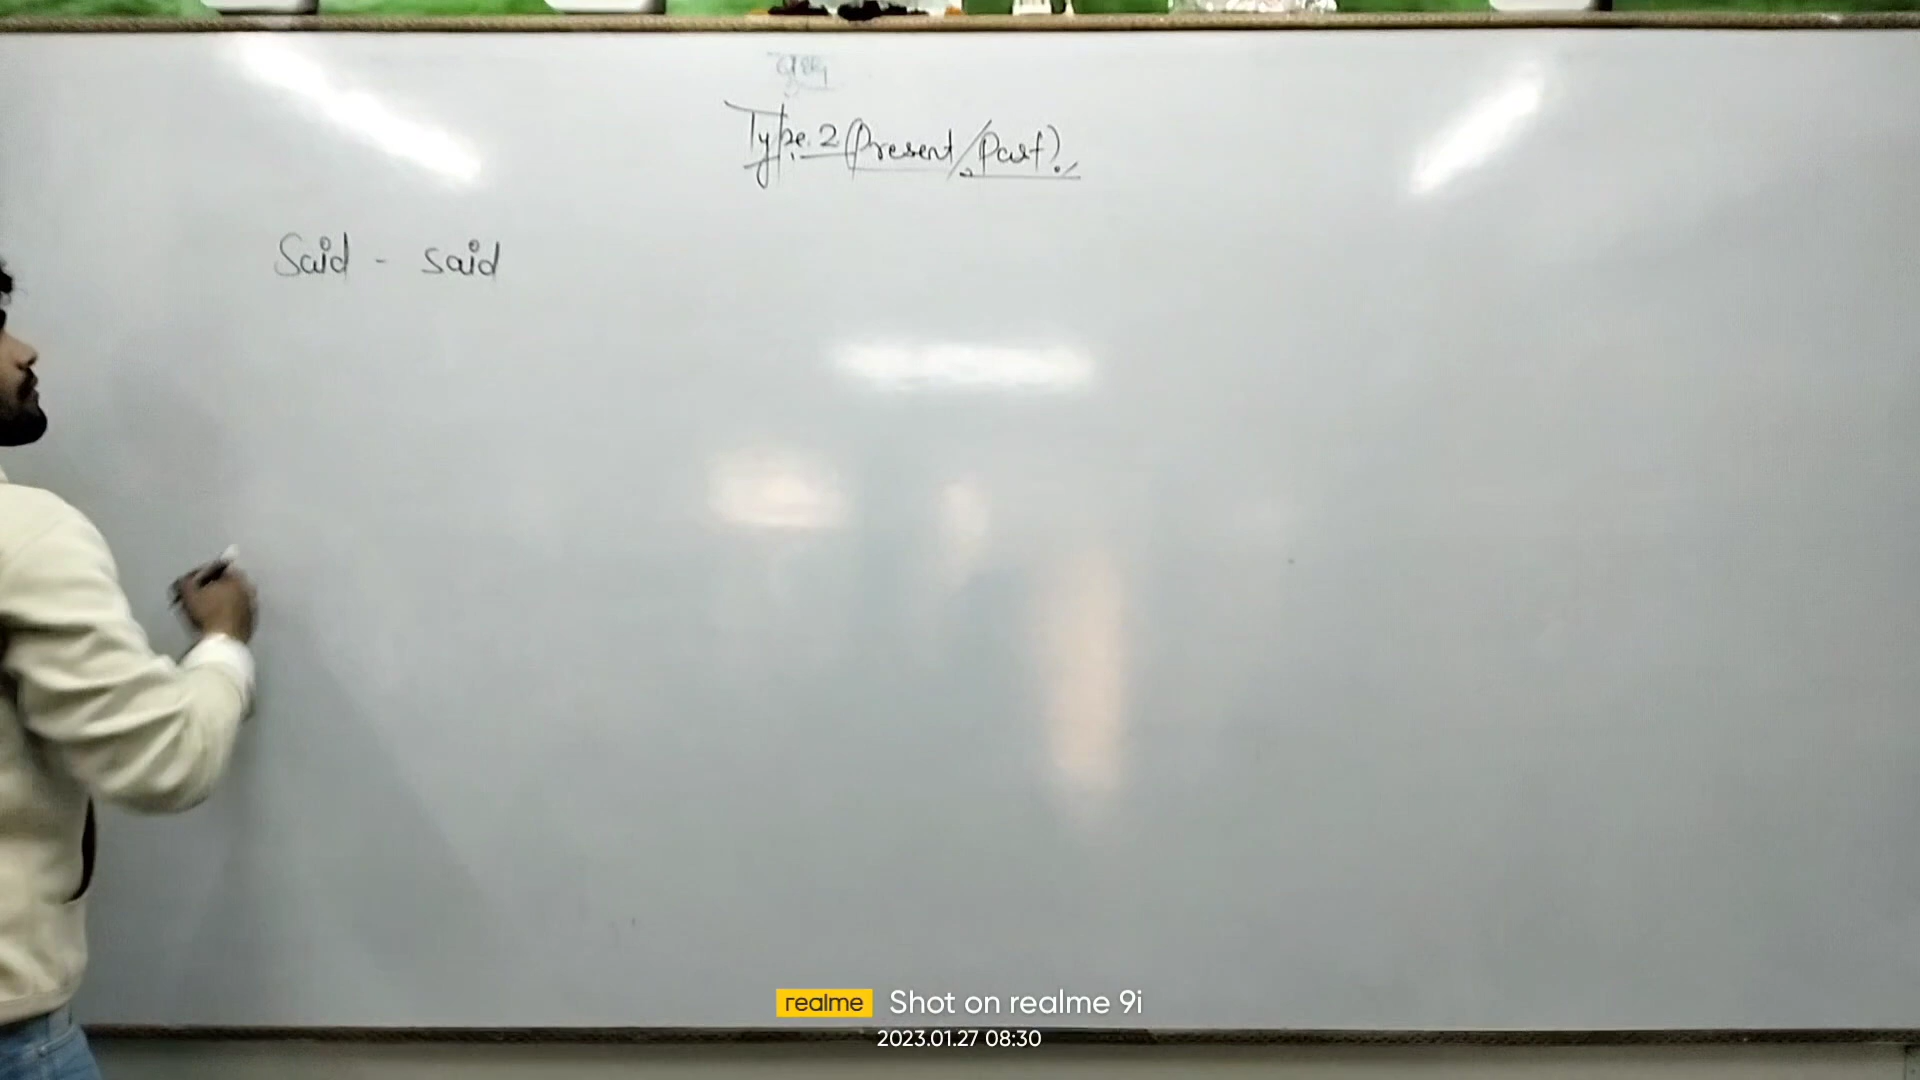 Type. 2 (Present/Past).
Said - said
realme Shot on realme 9i
2023.01.27 08:30